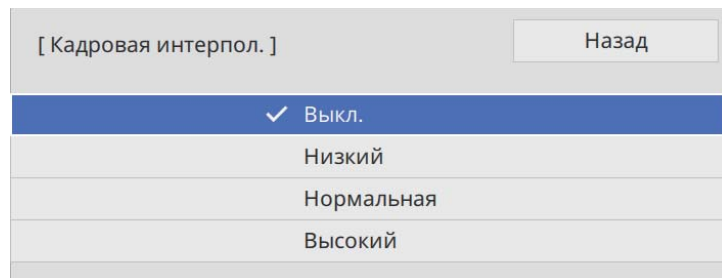 [ Кадровая интерпол. ]
Назад
Выкл.
Низкий
Нормальная
Высокий